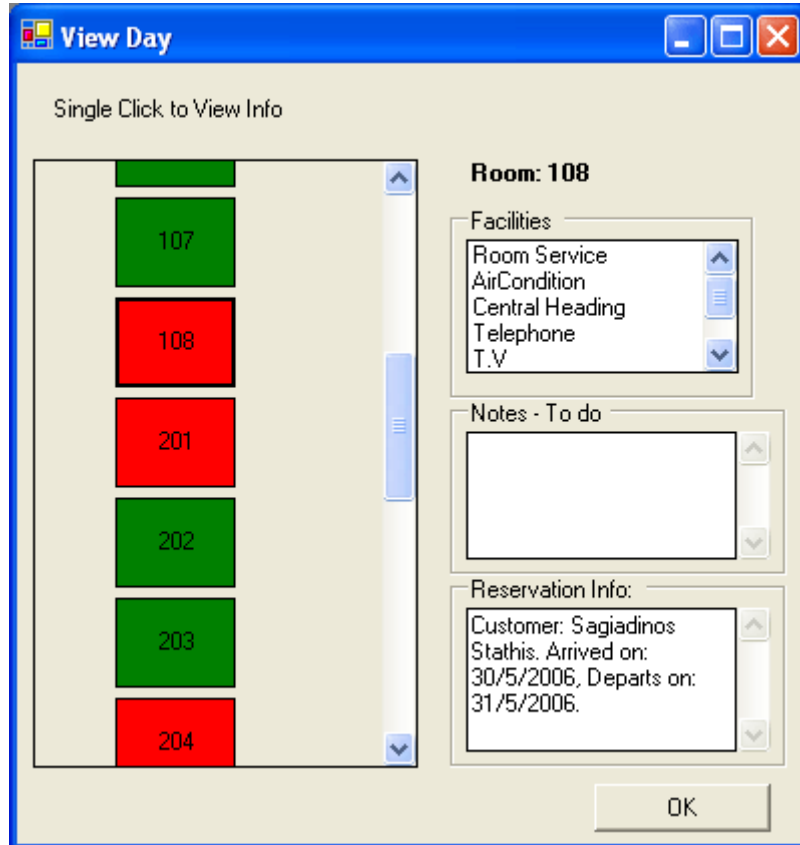 View Day
Single Click to View Info
107
108
201
202
203
204
Room: 108
Facilities
Room Service
AirCondition
Central Heading
Telephone
T.V
Notes - To do
Reservation Info:
Customer: Sagiadinos
Stathis. Arrived on:
30/5/2006, Departs on:
31/5/2006.
OK